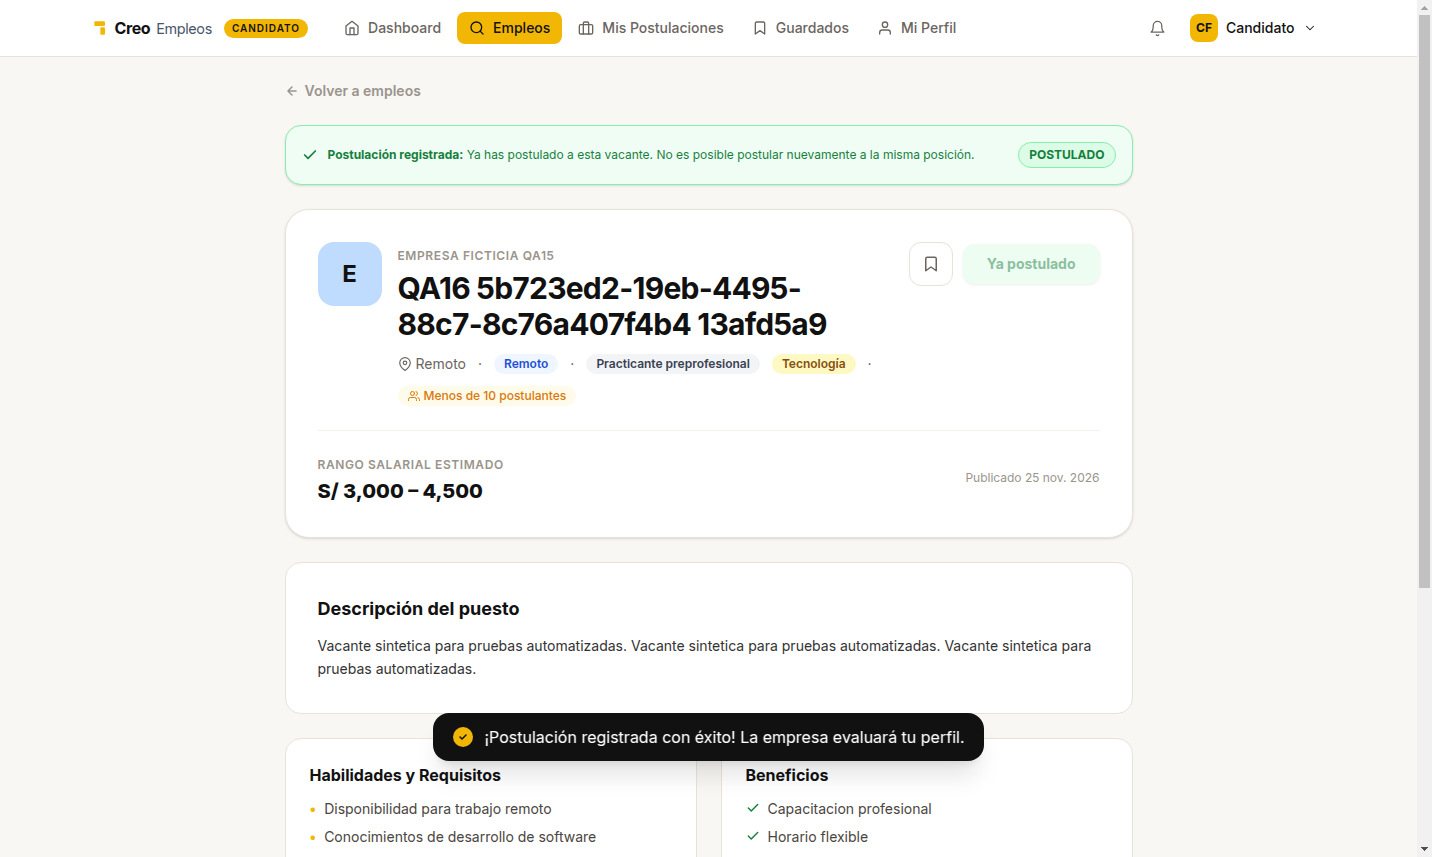 Creo Empleos CANDIDATO Dashboard Empleos Mis Postulaciones Guardados Mi Perfil CF Candidato
Volver a empleos
Postulación registrada: Ya has postulado a esta vacante. No es posible postular nuevamente a la misma posición. POSTULADO
E
EMPRESA FICTICIA QA15
QA16 5b723ed2-19eb-4495-
88c7-8c76a407f4b4 13afd5a9
Ya postulado
Remoto · Remoto · Practicante preprofesional Tecnología ·
Menos de 10 postulantes
RANGO SALARIAL ESTIMADO
S/ 3,000 – 4,500
Publicado 25 nov. 2026
Descripción del puesto
Vacante sintetica para pruebas automatizadas. Vacante sintetica para pruebas automatizadas. Vacante sintetica para
pruebas automatizadas.
¡Postulación registrada con éxito! La empresa evaluará tu perfil.
Habilidades y Requisitos
Disponibilidad para trabajo remoto
Conocimientos de desarrollo de software
Beneficios
Capacitacion profesional
Horario flexible